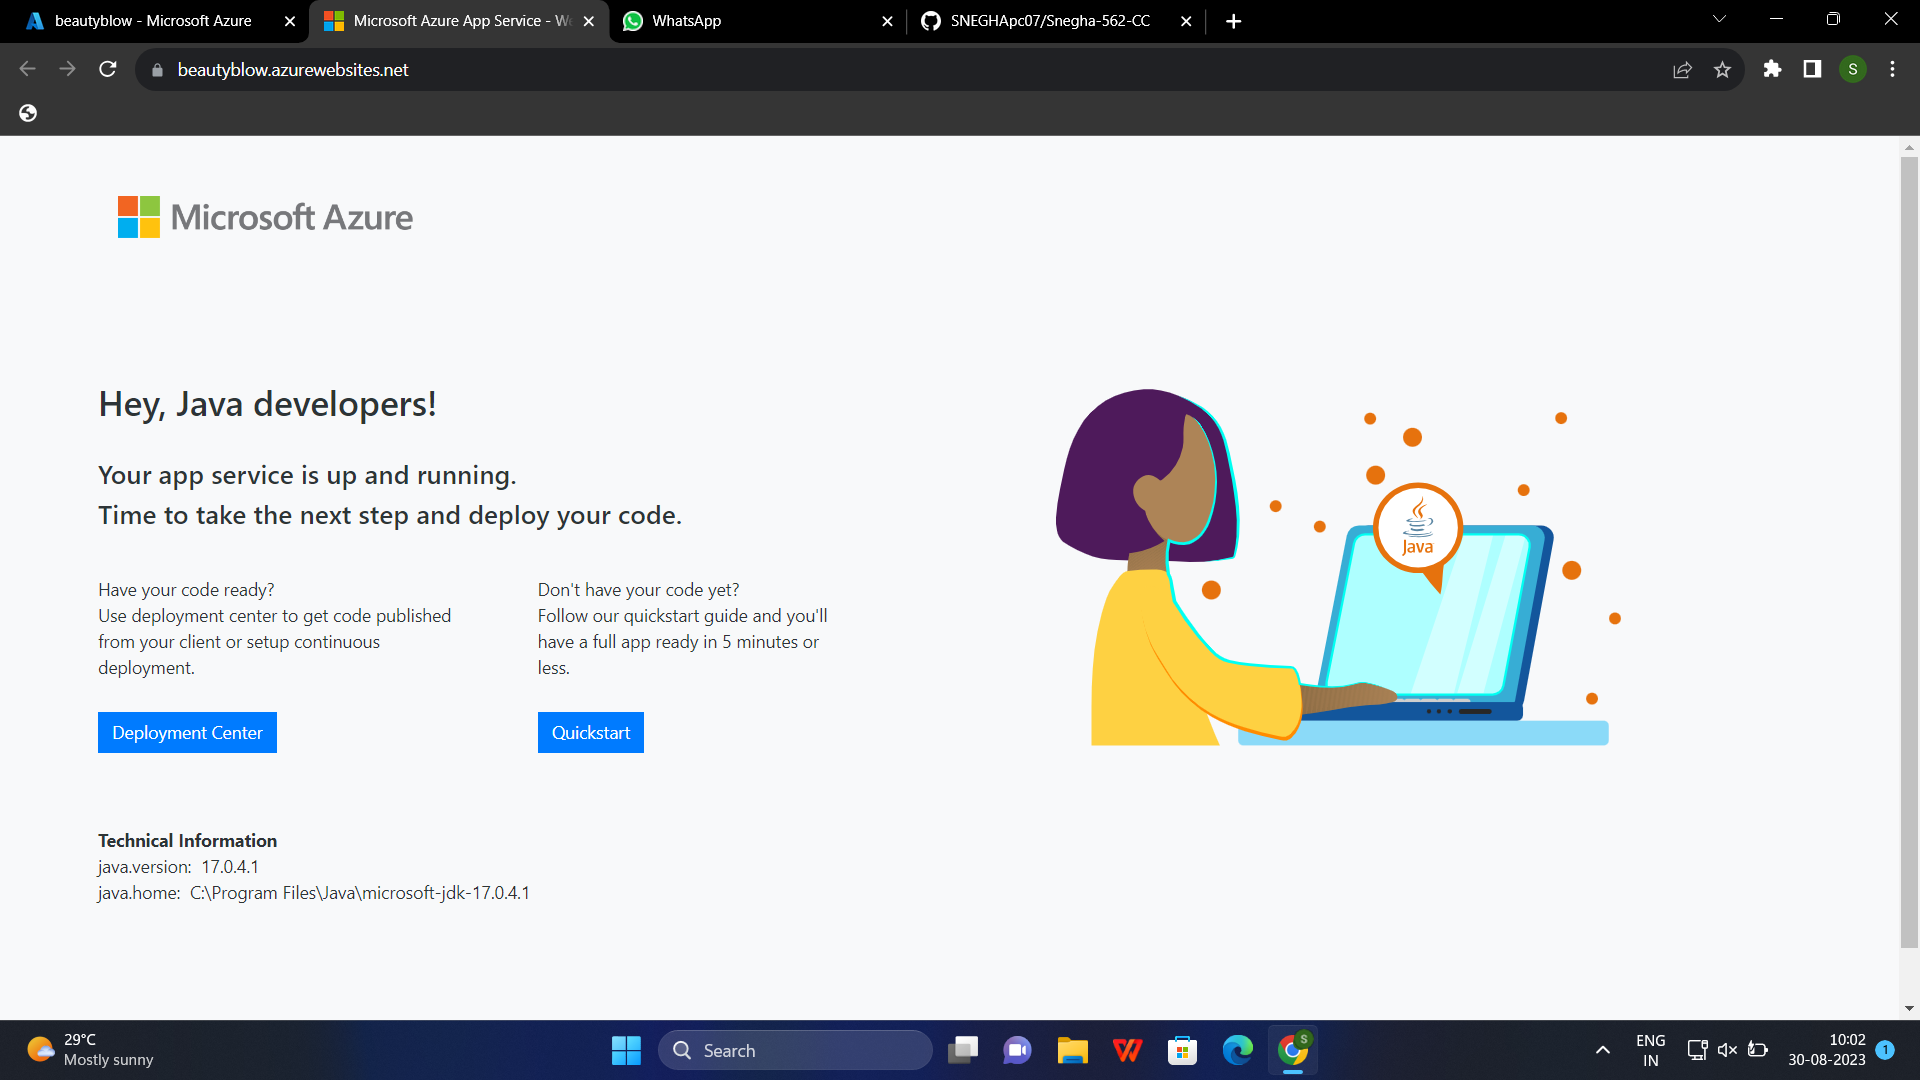 beautyblow - Microsoft Azure
Microsoft Azure App Service - We
WhatsApp
SNEGHApc07/Snegha-562-CC
beautyblow.azurewebsites.net
S
Microsoft Azure
Hey, Java developers!
Your app service is up and running.
Time to take the next step and deploy your code.
Have your code ready?
Use deployment center to get code published
from your client or setup continuous
deployment.
Deployment Center
Don't have your code yet?
Follow our quickstart guide and you'll
have a full app ready in 5 minutes or
less.
Quickstart
Java
Technical Information
java.version: 17.0.4.1
java.home: C:\Program Files\Java\microsoft-jdk-17.0.4.1
29°C
Mostly sunny
Search
S
ENG
IN
10:02
30-08-2023
1